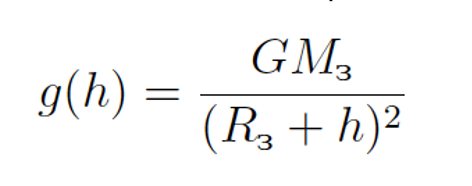 g(h) = GMз / (Rз + h)²